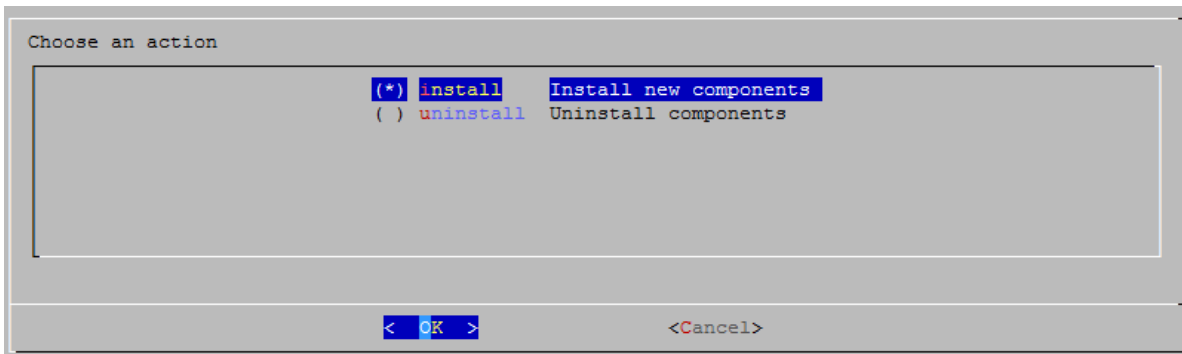 Choose an action
(*) install Install new components
( ) uninstall Uninstall components
< OK > <Cancel>